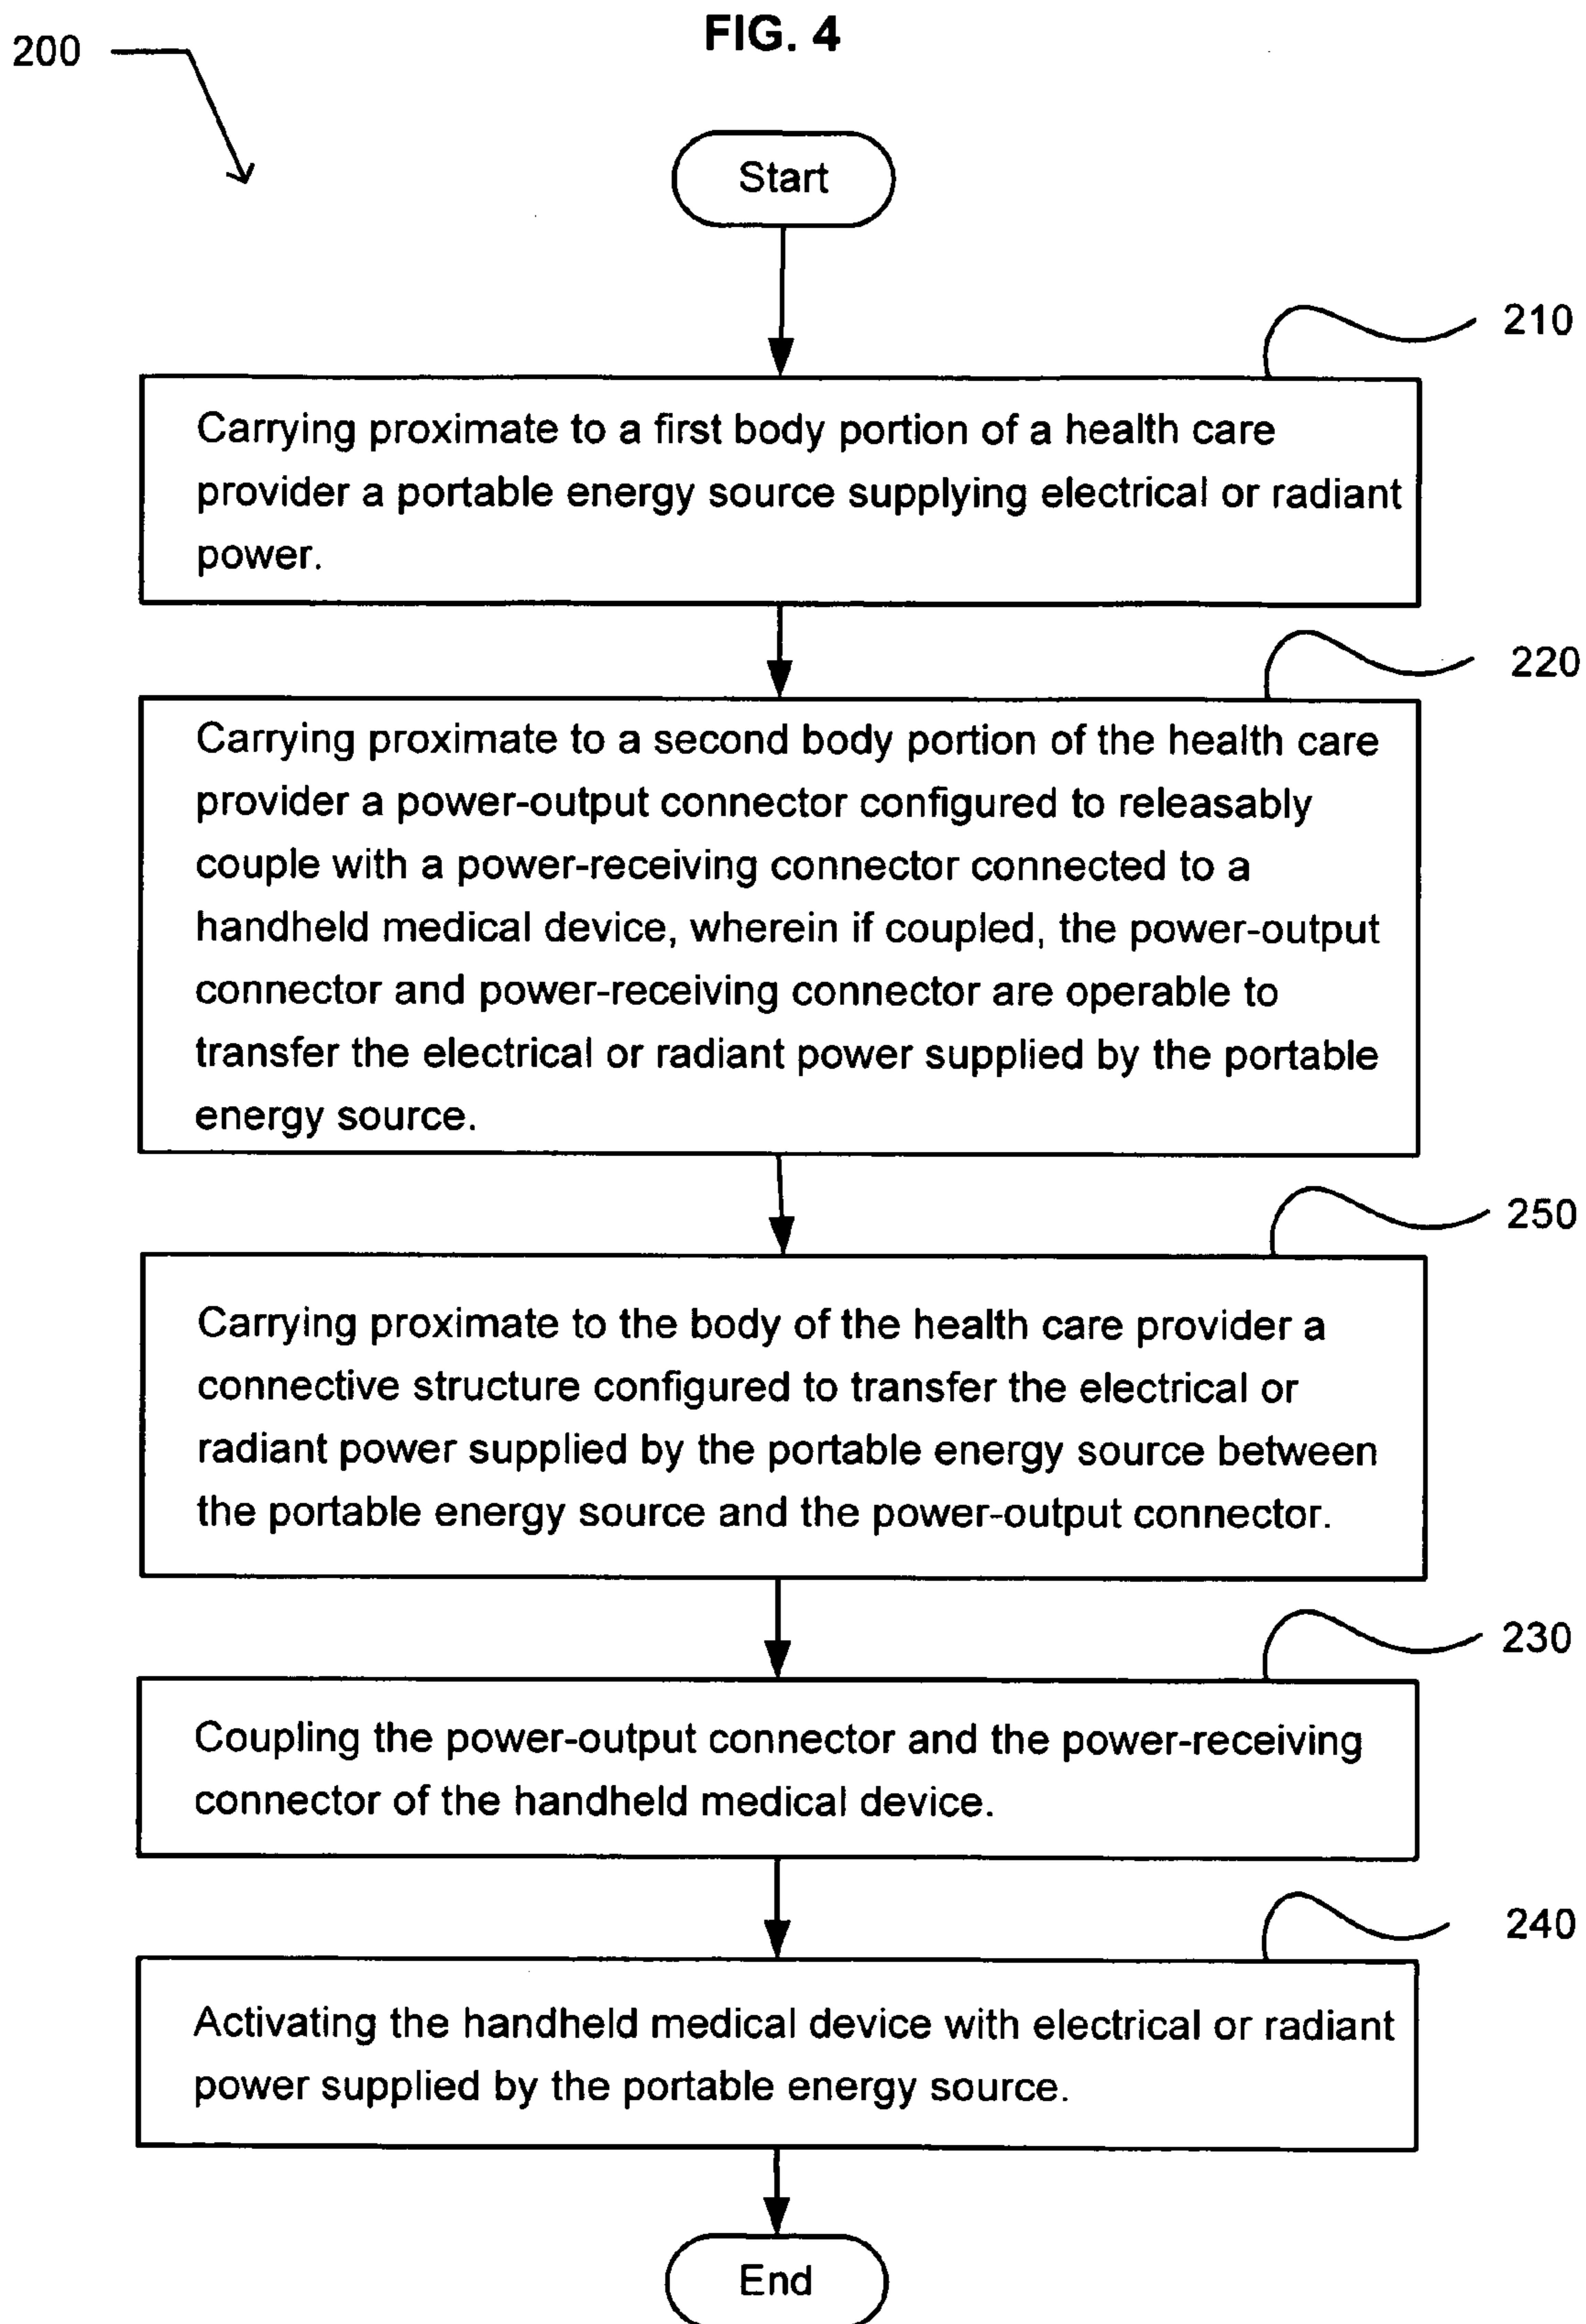 FIG. 4
200
Start
210
Carrying proximate to a first body portion of a health care
provider a portable energy source supplying electrical or radiant
power.
220
Carrying proximate to a second body portion of the health care
provider a power-output connector configured to releasably
couple with a power-receiving connector connected to a
handheld medical device, wherein if coupled, the power-output
connector and power-receiving connector are operable to
transfer the electrical or radiant power supplied by the portable
energy source.
250
Carrying proximate to the body of the health care provider a
connective structure configured to transfer the electrical or
radiant power supplied by the portable energy source between
the portable energy source and the power-output connector.
230
Coupling the power-output connector and the power-receiving
connector of the handheld medical device.
240
Activating the handheld medical device with electrical or radiant
power supplied by the portable energy source.
End